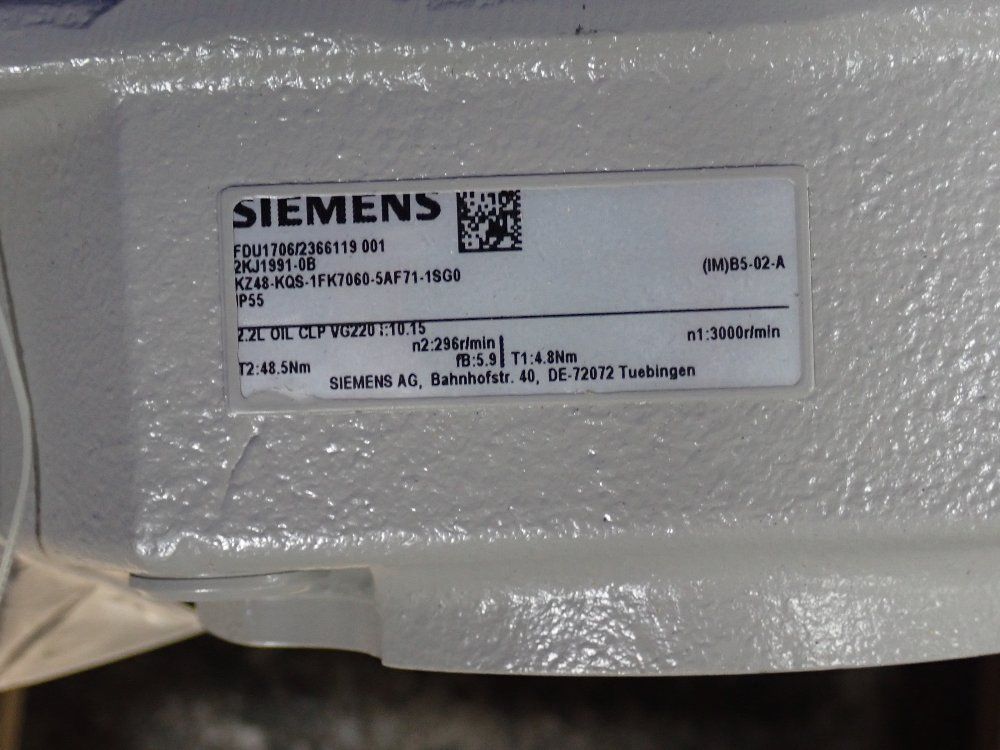 SIEMENS
FDU1706/2366119 001
2KJ1991-0B
KZ48-KQS-1FK7060-5AF71-1SG0
(IM)B5-02-A
IP55
2.2L OIL CLP VG220 i:10.15
n2:296r/min
n1:3000r/min
T2:48.5Nm fB:5.9 T1:4.8Nm
SIEMENS AG, Bahnhofstr. 40, DE-72072 Tuebingen